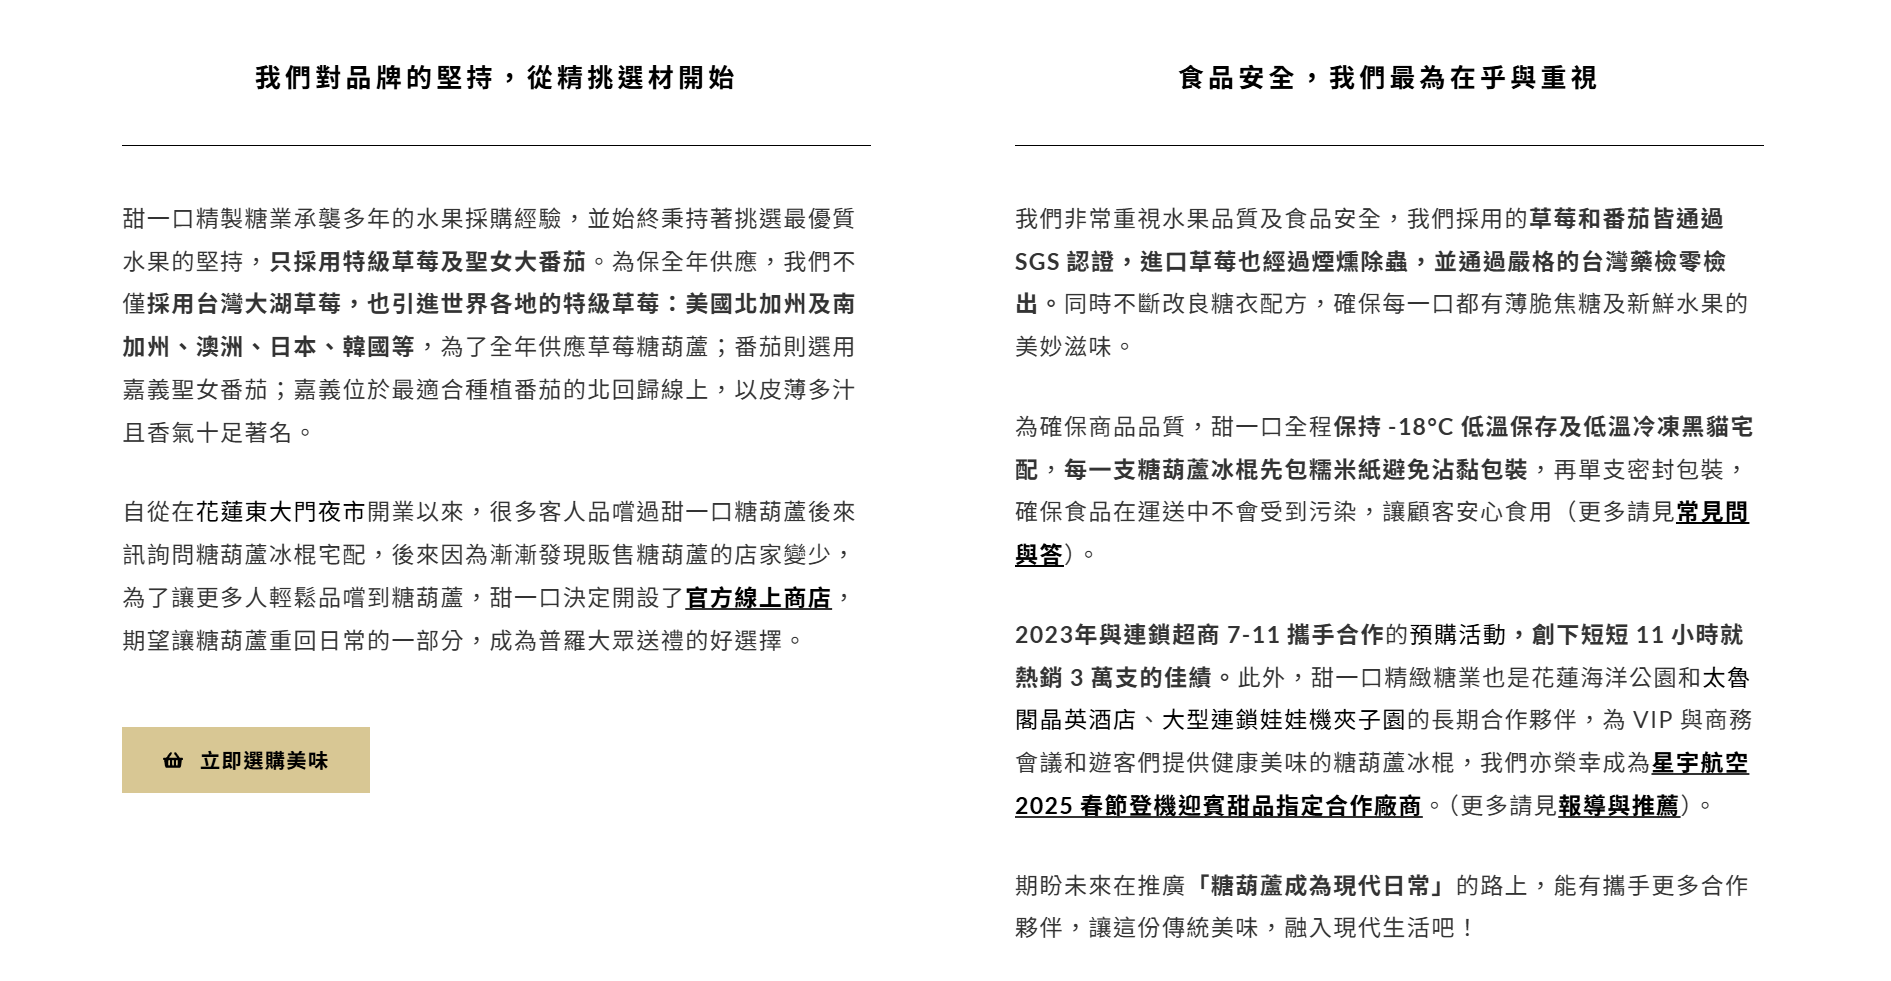 我們對品牌的堅持，從精挑選材開始
甜一口精製糖業承襲多年的水果採購經驗，並始終秉持著挑選最優質
水果的堅持，只採用特級草莓及聖女大番茄。為保全年供應，我們不
僅採用台灣大湖草莓，也引進世界各地的特級草莓：美國北加州及南
加州、澳洲、日本、韓國等，為了全年供應草莓糖葫蘆；番茄則選用
嘉義聖女番茄；嘉義位於最適合種植番茄的北回歸線上，以皮薄多汁
且香氣十足著名。
自從在花蓮東大門夜市開業以來，很多客人品嚐過甜一口糖葫蘆後來
訊詢問糖葫蘆冰棍宅配，後來因為漸漸發現販售糖葫蘆的店家變少，
為了讓更多人輕鬆品嚐到糖葫蘆，甜一口決定開設了官方線上商店，
期望讓糖葫蘆重回日常的一部分，成為普羅大眾送禮的好選擇。
立即選購美味
食品安全，我們最為在乎與重視
我們非常重視水果品質及食品安全，我們採用的草莓和番茄皆通過
SGS 認證，進口草莓也經過煙燻除蟲，並通過嚴格的台灣藥檢零檢
出。同時不斷改良糖衣配方，確保每一口都有薄脆焦糖及新鮮水果的
美妙滋味。
為確保商品品質，甜一口全程保持 -18°C 低溫保存及低溫冷凍黑貓宅
配，每一支糖葫蘆冰棍先包糯米紙避免沾黏包裝，再單支密封包裝，
確保食品在運送中不會受到污染，讓顧客安心食用（更多請見常見問
與答）。
2023年與連鎖超商 7-11 攜手合作的預購活動，創下短短 11 小時就
熱銷 3 萬支的佳績。此外，甜一口精緻糖業也是花蓮海洋公園和太魯
閣晶英酒店、大型連鎖娃娃機夾子園的長期合作夥伴，為 VIP 與商務
會議和遊客們提供健康美味的糖葫蘆冰棍，我們亦榮幸成為星宇航空
2025 春節登機迎賓甜品指定合作廠商。（更多請見報導與推薦）。
期盼未來在推廣「糖葫蘆成為現代日常」的路上，能有攜手更多合作
夥伴，讓這份傳統美味，融入現代生活吧！